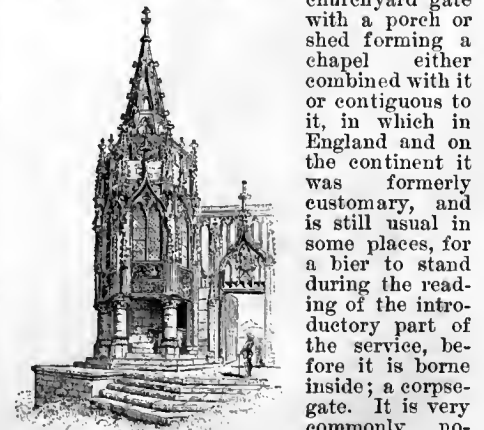 churchyard gate
with a porch or
shed forming a
chapel either
combined with it
or contiguous to
it, in which in
England and on
the continent it
was formerly
customary, and
is still usual in
some places, for
a bier to stand
during the read-
ing of the intro-
ductory part of
the service, be-
fore it is borne
inside; a corpse-
gate. It is very
commonly no-